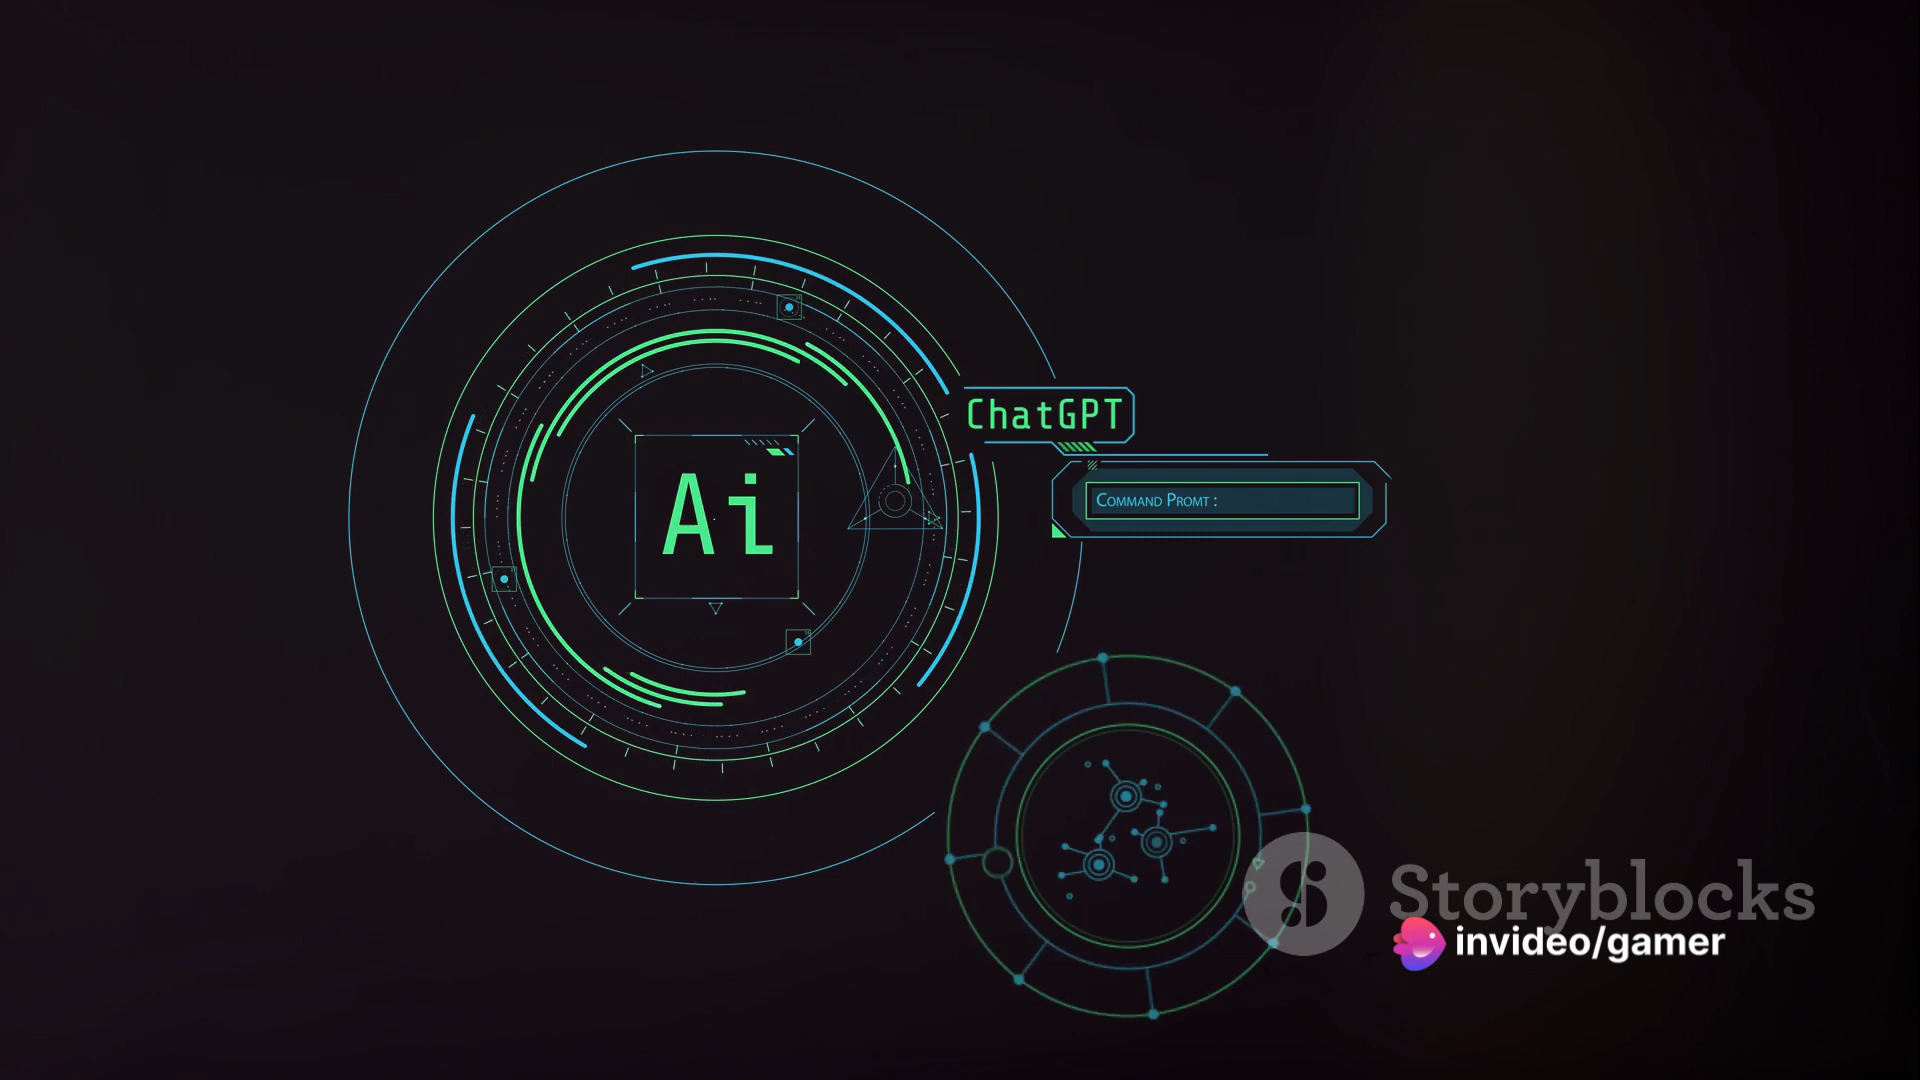 ChatGPT
Ai
Command Promt :
Storyblocks
invideo/gamer